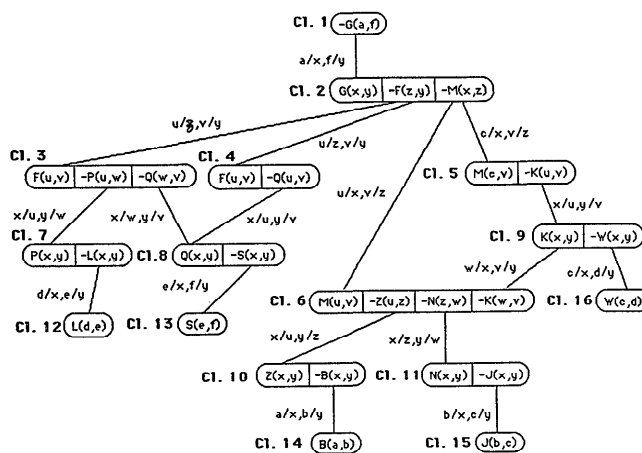 Cl. 1 -G(a,f)
a/x,f/y
Cl. 2 G(x,y) -F(z,y) -M(x,z)
u/z,v/y
u/z,v/y
c/x,v/z
Cl. 3
F(u,v) -P(u,w) -Q(w,v)
Cl. 4
F(u,v) -Q(u,v)
Cl. 5 M(c,v) -K(u,v)
u/x,v/z
x/u,y/w
x/w,y/v
x/u,y/v
x/u,y/v
Cl. 7
P(x,y) -L(x,y)
Cl.8 Q(x,y) -S(x,y)
Cl. 9
K(x,y) -W(x,y)
w/x,v/y
c/x,d/y
d/x,e/y
e/x,f/y
Cl. 6 M(u,v) -Z(u,z) -N(z,w) -K(w,v)
Cl. 16 W(c,d)
Cl. 12 L(d,e)
Cl. 13 S(e,f)
x/u,y/z
x/z,y/w
Cl. 10 Z(x,y) -B(x,y)
Cl. 11 N(x,y) -J(x,y)
a/x,b/y
b/x,c/y
Cl. 14 B(a,b)
Cl. 15 J(b,c)